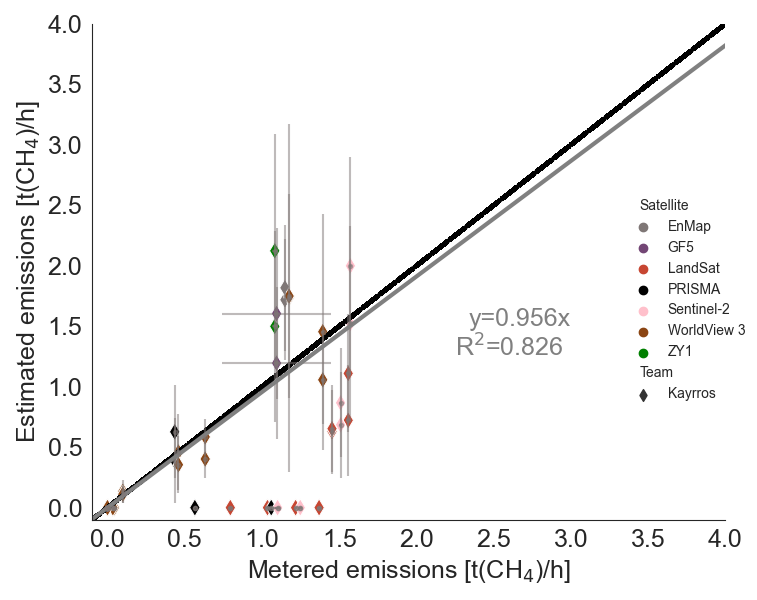 4.0
3.5
3.0
2.5
2.0
1.5
1.0
0.5
0.0
Estimated emissions [t(CH₄)/h]
Satellite
EnMap
GF5
LandSat
PRISMA
Sentinel-2
WorldView 3
ZY1
Team
Kayrros
y=0.956x
R²=0.826
0.0 0.5 1.0 1.5 2.0 2.5 3.0 3.5 4.0
Metered emissions [t(CH₄)/h]